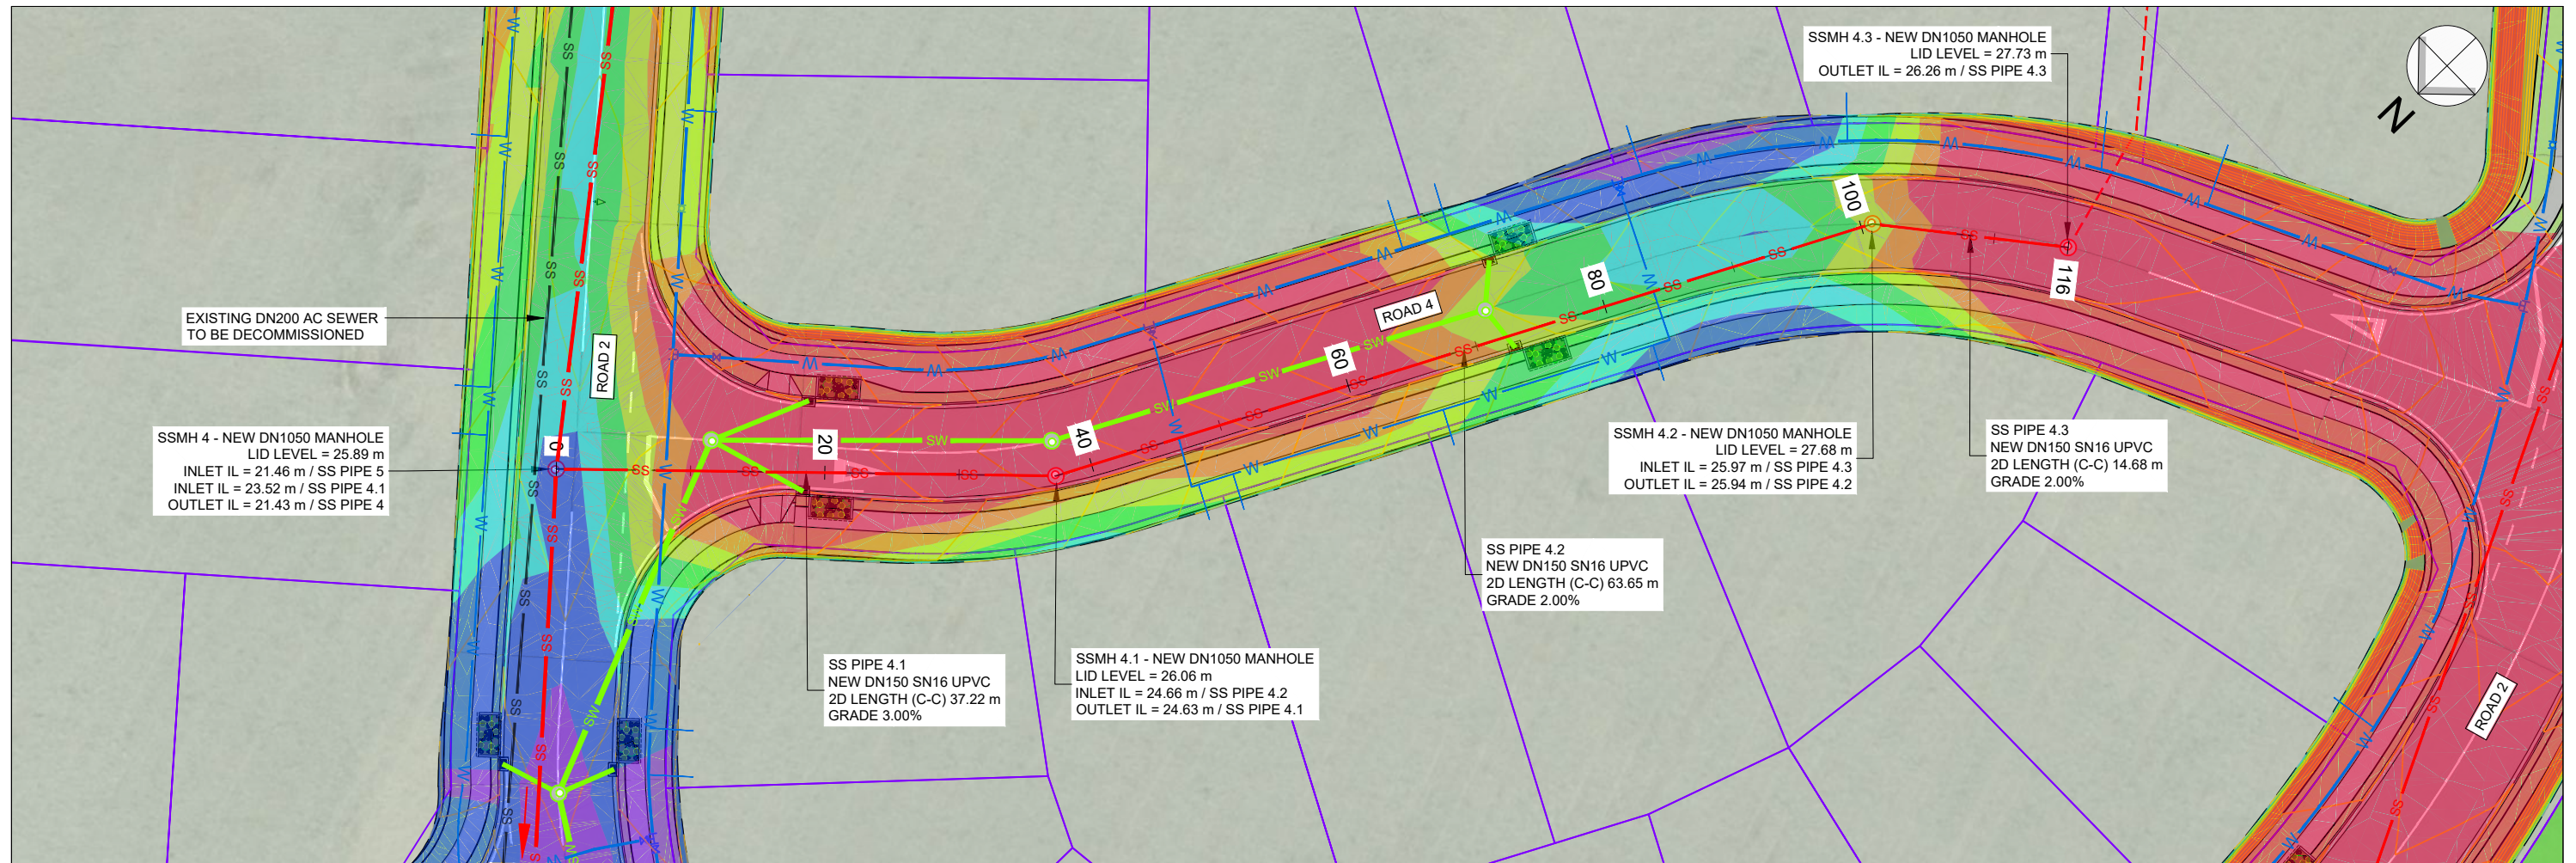 SSMH 4.3 - NEW DN1050 MANHOLE
LID LEVEL = 27.73 m
OUTLET IL = 26.26 m / SS PIPE 4.3
N
EXISTING DN200 AC SEWER
TO BE DECOMMISSIONED
ROAD 2
ROAD 4
0
20
40
60
80
100
116
SSMH 4 - NEW DN1050 MANHOLE
LID LEVEL = 25.89 m
INLET IL = 21.46 m / SS PIPE 5
INLET IL = 23.52 m / SS PIPE 4.1
OUTLET IL = 21.43 m / SS PIPE 4
SSMH 4.2 - NEW DN1050 MANHOLE
LID LEVEL = 27.68 m
INLET IL = 25.97 m / SS PIPE 4.3
OUTLET IL = 25.94 m / SS PIPE 4.2
SS PIPE 4.3
NEW DN150 SN16 UPVC
2D LENGTH (C-C) 14.68 m
GRADE 2.00%
SS PIPE 4.2
NEW DN150 SN16 UPVC
2D LENGTH (C-C) 63.65 m
GRADE 2.00%
SS PIPE 4.1
NEW DN150 SN16 UPVC
2D LENGTH (C-C) 37.22 m
GRADE 3.00%
SSMH 4.1 - NEW DN1050 MANHOLE
LID LEVEL = 26.06 m
INLET IL = 24.66 m / SS PIPE 4.2
OUTLET IL = 24.63 m / SS PIPE 4.1
ROAD 2
SS
SW
W